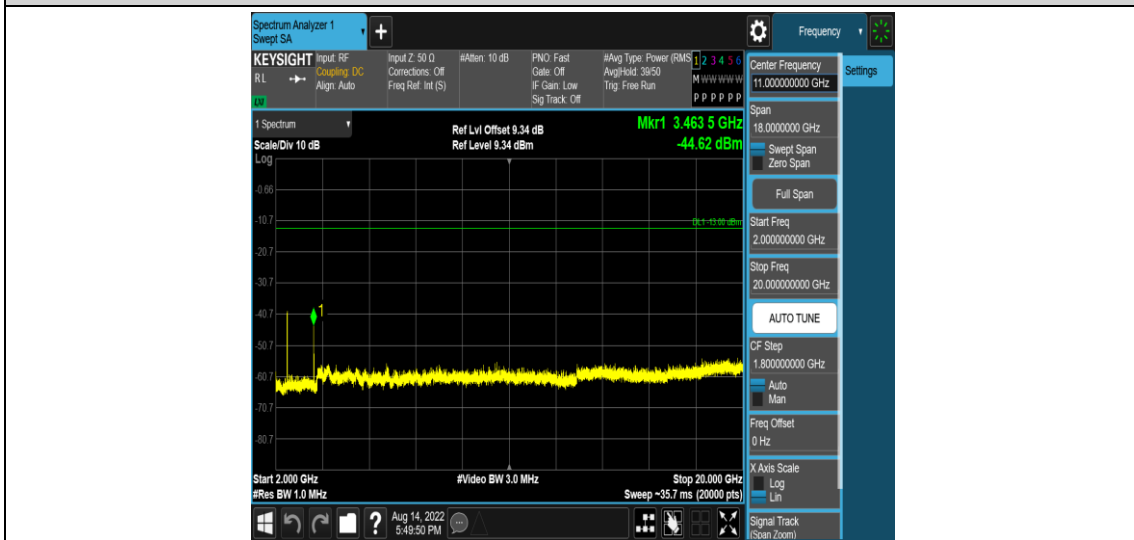 Spectrum Analyzer 1
Swept SA
+
Frequency
KEYSIGHT
RL
Input: RF
Coupling: DC
Align: Auto
Input Z: 50 Ω
Corrections: Off
Freq Ref: Int (S)
#Atten: 10 dB
PNO: Fast
Gate: Off
IF Gain: Low
Sig Track: Off
#Avg Type: Power (RMS
Avg|Hold: 39/50
Trig: Free Run
1 2 3 4 5 6
M W W W W W
P P P P P P
1 Spectrum
Scale/Div 10 dB
Log
Ref Lvl Offset 9.34 dB
Ref Level 9.34 dBm
Mkr1 3.463 5 GHz
-44.62 dBm
-0.66
-10.7
-20.7
-30.7
-40.7
-50.7
-60.7
-70.7
-80.7
DL1 -13.00 dBm
1
Start 2.000 GHz
#Res BW 1.0 MHz
#Video BW 3.0 MHz
Stop 20.000 GHz
Sweep ~35.7 ms (20000 pts)
Aug 14, 2022
5:49:50 PM
?
Center Frequency
11.000000000 GHz
Settings
Span
18.0000000 GHz
Swept Span
Zero Span
Full Span
Start Freq
2.000000000 GHz
Stop Freq
20.000000000 GHz
AUTO TUNE
CF Step
1.800000000 GHz
Auto
Man
Freq Offset
0 Hz
X Axis Scale
Log
Lin
Signal Track
(Span Zoom)